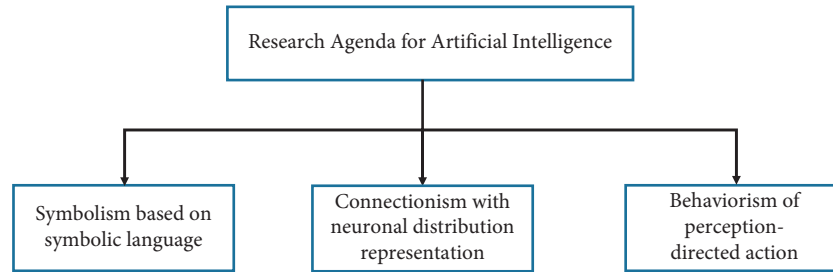 Research Agenda for Artificial Intelligence
Symbolism based on
symbolic language
Connectionism with
neuronal distribution
representation
Behaviorism of
perception-
directed action